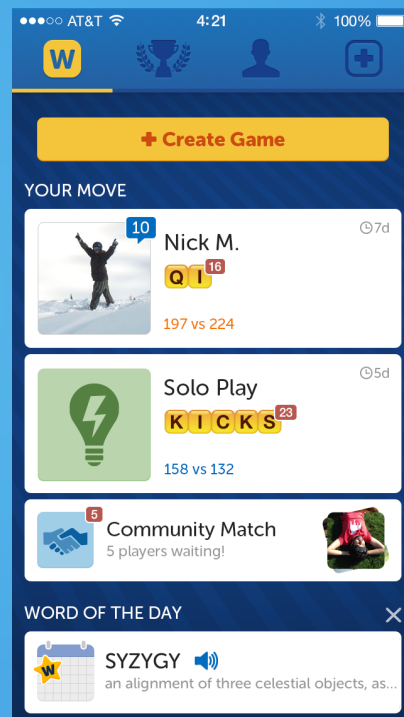 AT&T 4:21 100%
W
+ Create Game
YOUR MOVE
10
Nick M.
7d
QI 16
197 vs 224
Solo Play
5d
KICKS 23
158 vs 132
5
Community Match
5 players waiting!
WORD OF THE DAY
W
SYZYGY
an alignment of three celestial objects, as...